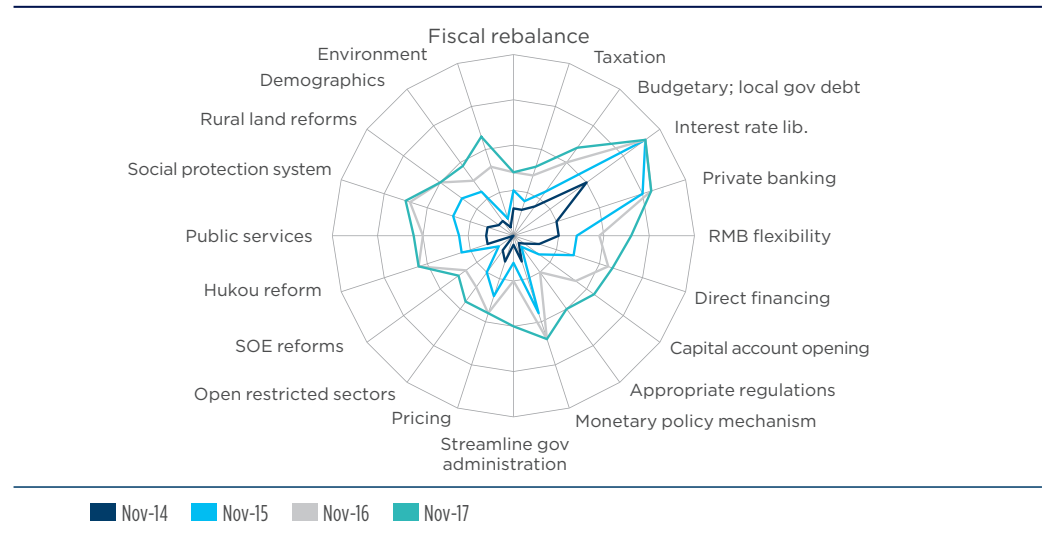 Fiscal rebalance
Taxation
Budgetary; local gov debt
Interest rate lib.
Private banking
RMB flexibility
Direct financing
Capital account opening
Appropriate regulations
Monetary policy mechanism
Streamline gov
administration
Pricing
Open restricted sectors
SOE reforms
Hukou reform
Public services
Social protection system
Rural land reforms
Demographics
Environment
Nov-14 Nov-15 Nov-16 Nov-17